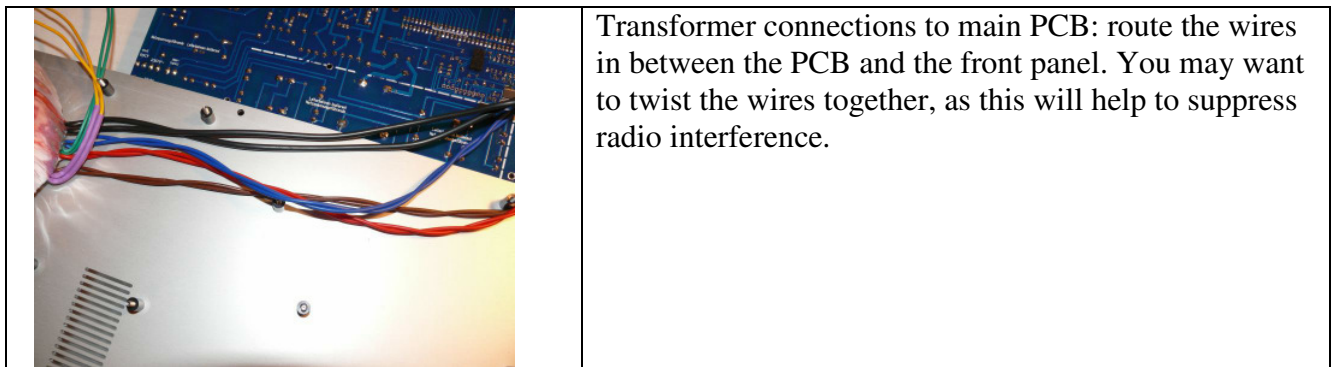 Transformer connections to main PCB: route the wires
in between the PCB and the front panel. You may want
to twist the wires together, as this will help to suppress
radio interference.